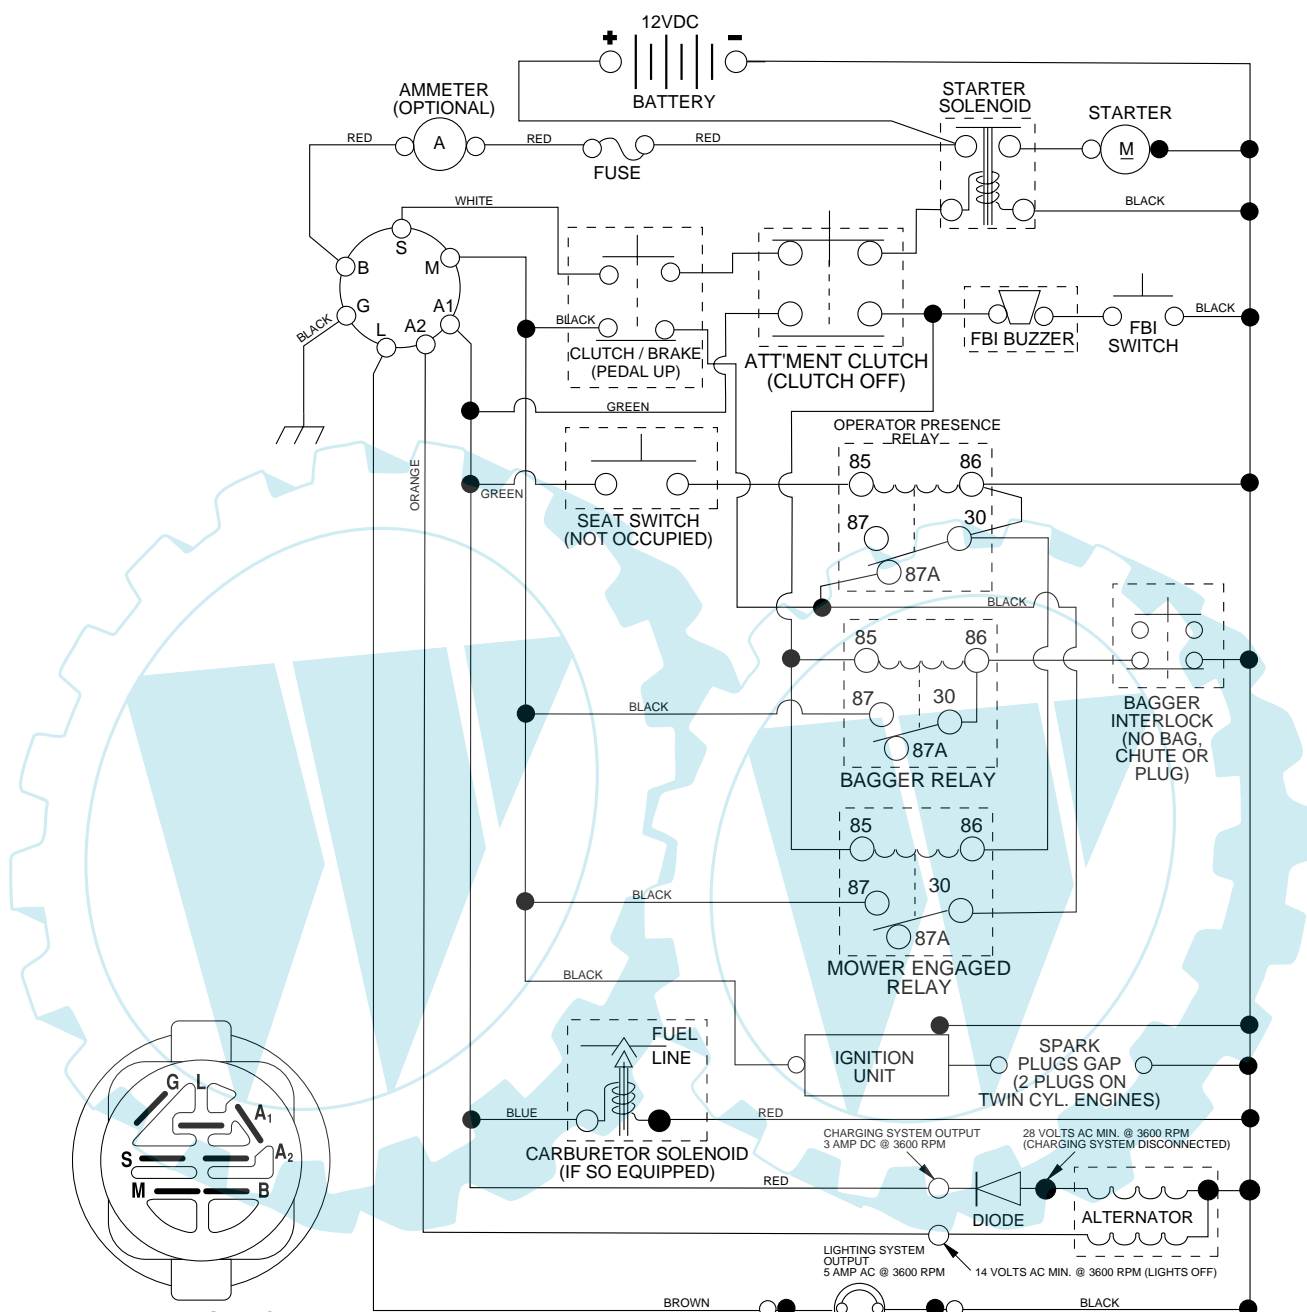 12VDC
+
-
BATTERY
AMMETER
(OPTIONAL)
STARTER
SOLENOID
STARTER
RED
A
RED
RED
M
FUSE
WHITE
BLACK
S
B
M
G
A1
L
A2
BLACK
BLACK
CLUTCH / BRAKE
(PEDAL UP)
ATT'MENT CLUTCH
(CLUTCH OFF)
FBI BUZZER
FBI
SWITCH
BLACK
GREEN
OPERATOR PRESENCE
RELAY
ORANGE
GREEN
SEAT SWITCH
(NOT OCCUPIED)
85
86
87
30
87A
BLACK
85
86
87
30
87A
BLACK
BAGGER RELAY
BAGGER
INTERLOCK
(NO BAG,
CHUTE OR
PLUG)
85
86
87
30
87A
BLACK
MOWER ENGAGED
RELAY
BLACK
FUEL
LINE
IGNITION
UNIT
SPARK
PLUGS GAP
(2 PLUGS ON
TWIN CYL. ENGINES)
BLUE
RED
CARBURETOR SOLENOID
(IF SO EQUIPPED)
CHARGING SYSTEM OUTPUT
3 AMP DC @ 3600 RPM
28 VOLTS AC MIN. @ 3600 RPM
(CHARGING SYSTEM DISCONNECTED)
RED
DIODE
ALTERNATOR
LIGHTING SYSTEM
OUTPUT
5 AMP AC @ 3600 RPM
14 VOLTS AC MIN. @ 3600 RPM (LIGHTS OFF)
BROWN
BLACK
G
L
A1
S
A2
M
B